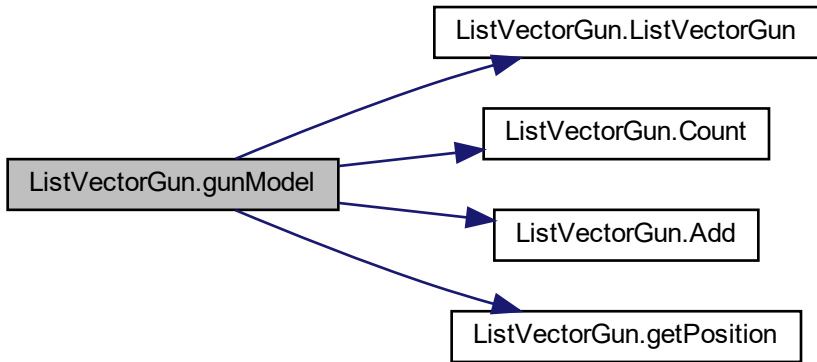 ListVectorGun.ListVectorGun
ListVectorGun.Count
ListVectorGun.gunModel
ListVectorGun.Add
ListVectorGun.getPosition